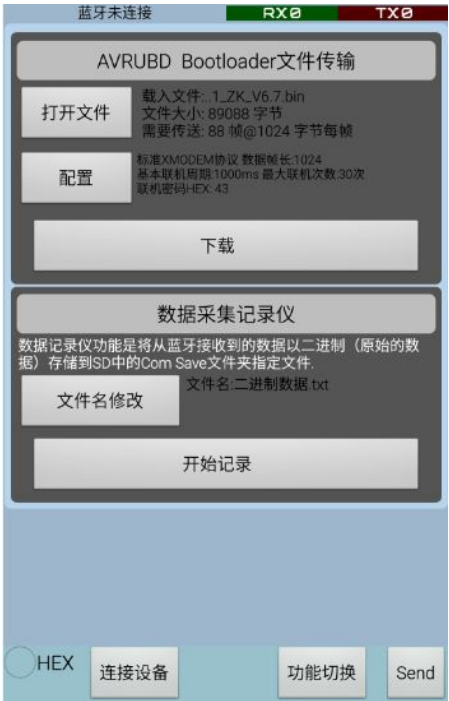 蓝牙未连接 RX0 TX0
AVRUBD Bootloader文件传输
打开文件
载入文件:..1_ZK_V6.7.bin
文件大小: 89088 字节
需要传送: 88 帧@1024 字节每帧
配置
标准XMODEM协议 数据帧长:1024
基本联机周期:1000ms 最大联机次数:30次
联机密码HEX: 43
下载
数据采集记录仪
数据记录仪功能是将从蓝牙接收到的数据以二进制（原始的数
据）存储到SD中的Com Save文件夹指定文件.
文件名修改
文件名:二进制数据.txt
开始记录
HEX 连接设备 功能切换 Send